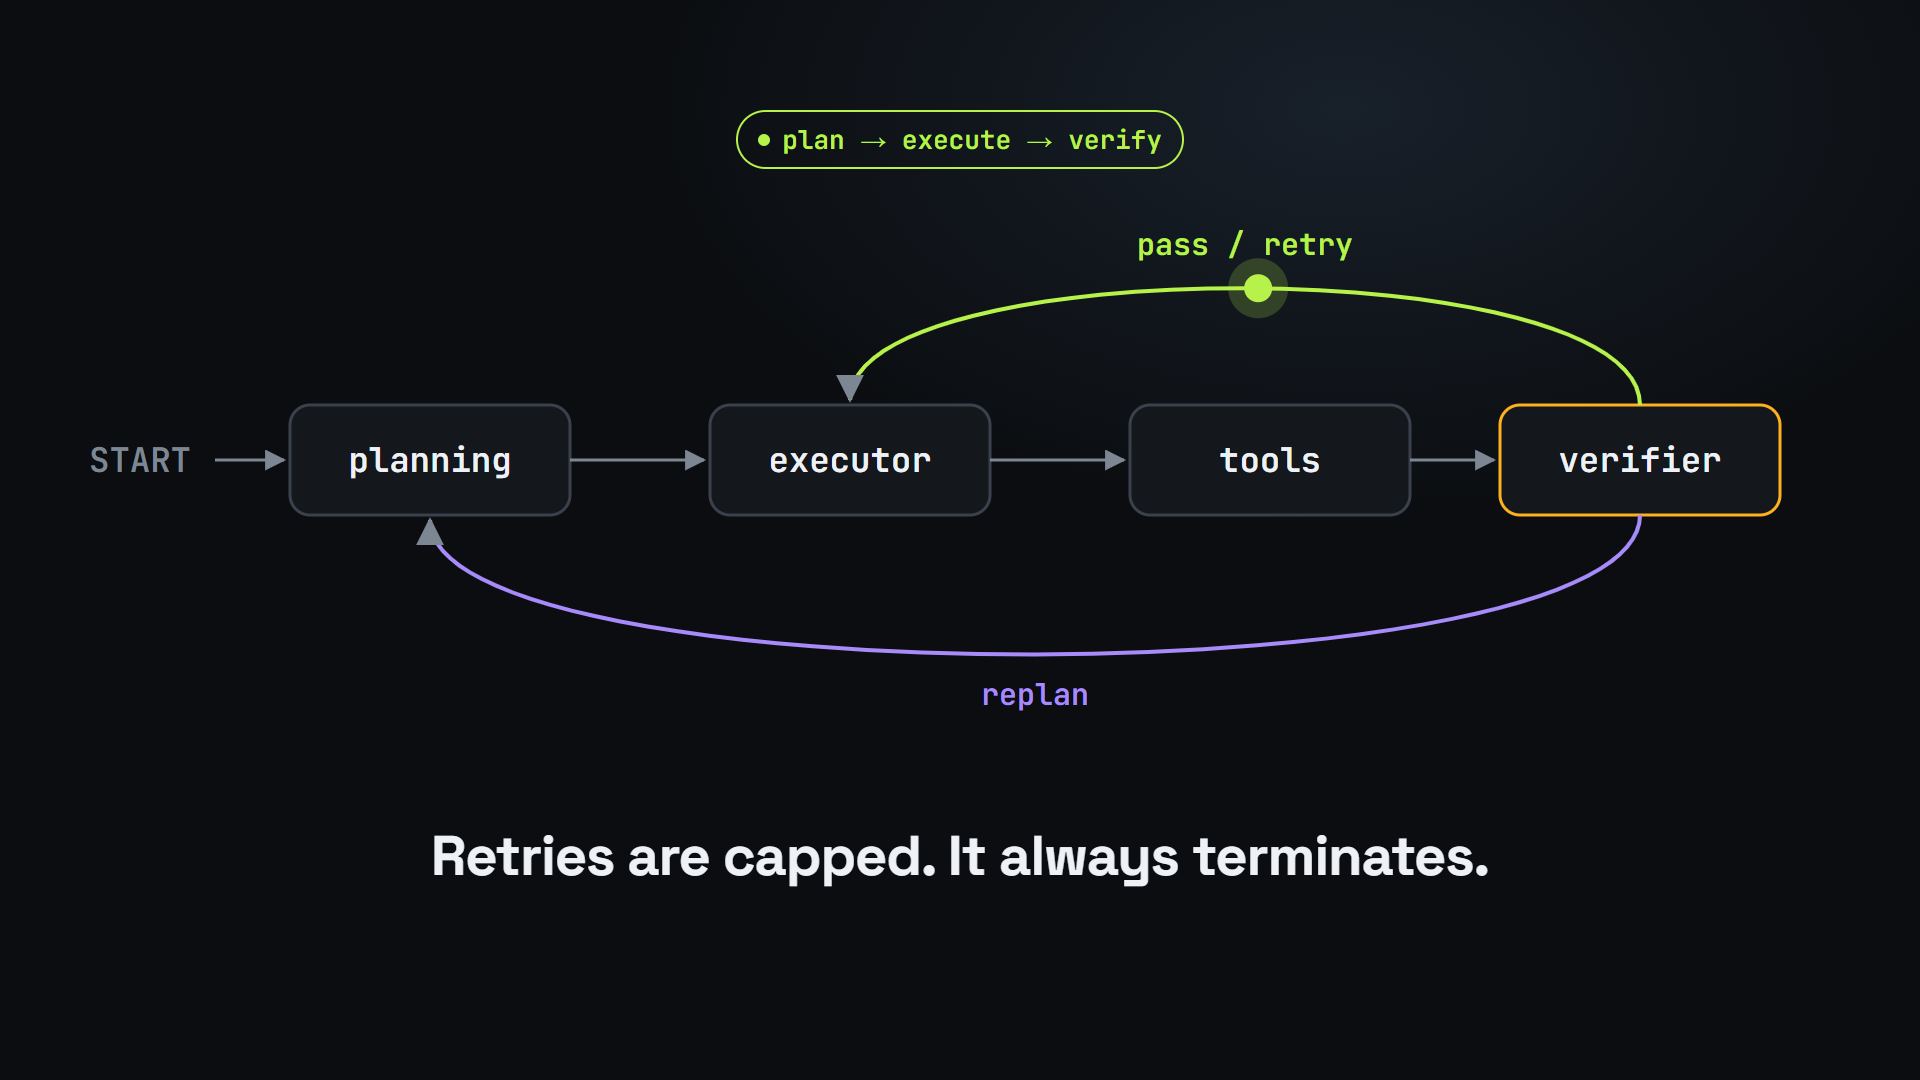 plan → execute → verify
pass / retry
START
planning
executor
tools
verifier
replan
Retries are capped. It always terminates.